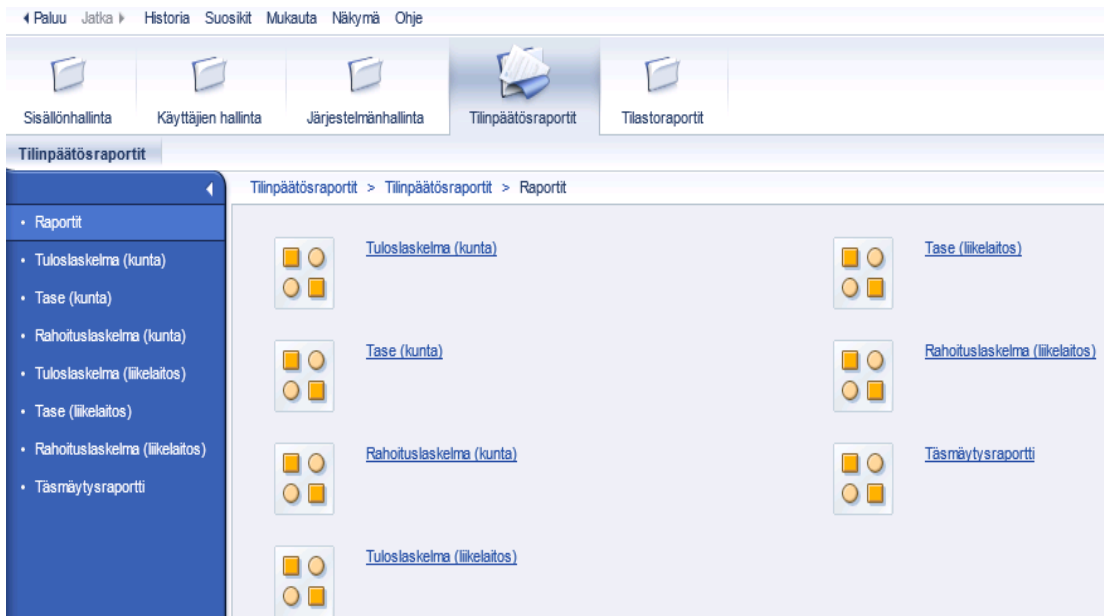 Paluu Jatka Historia Suosikit Mukauta Näkymä Ohje
Sisällönhallinta Käyttäjien hallinta Järjestelmänhallinta Tilinpäätösraportit Tilastoraportit
Tilinpäätösraportit
Tilinpäätösraportit > Tilinpäätösraportit > Raportit
• Raportit
• Tuloslaskelma (kunta)
• Tase (kunta)
• Rahoituslaskelma (kunta)
• Tuloslaskelma (liikelaitos)
• Tase (liikelaitos)
• Rahoituslaskelma (liikelaitos)
• Täsmäytysraportti
Tuloslaskelma (kunta)
Tase (kunta)
Rahoituslaskelma (kunta)
Tuloslaskelma (liikelaitos)
Tase (liikelaitos)
Rahoituslaskelma (liikelaitos)
Täsmäytysraportti